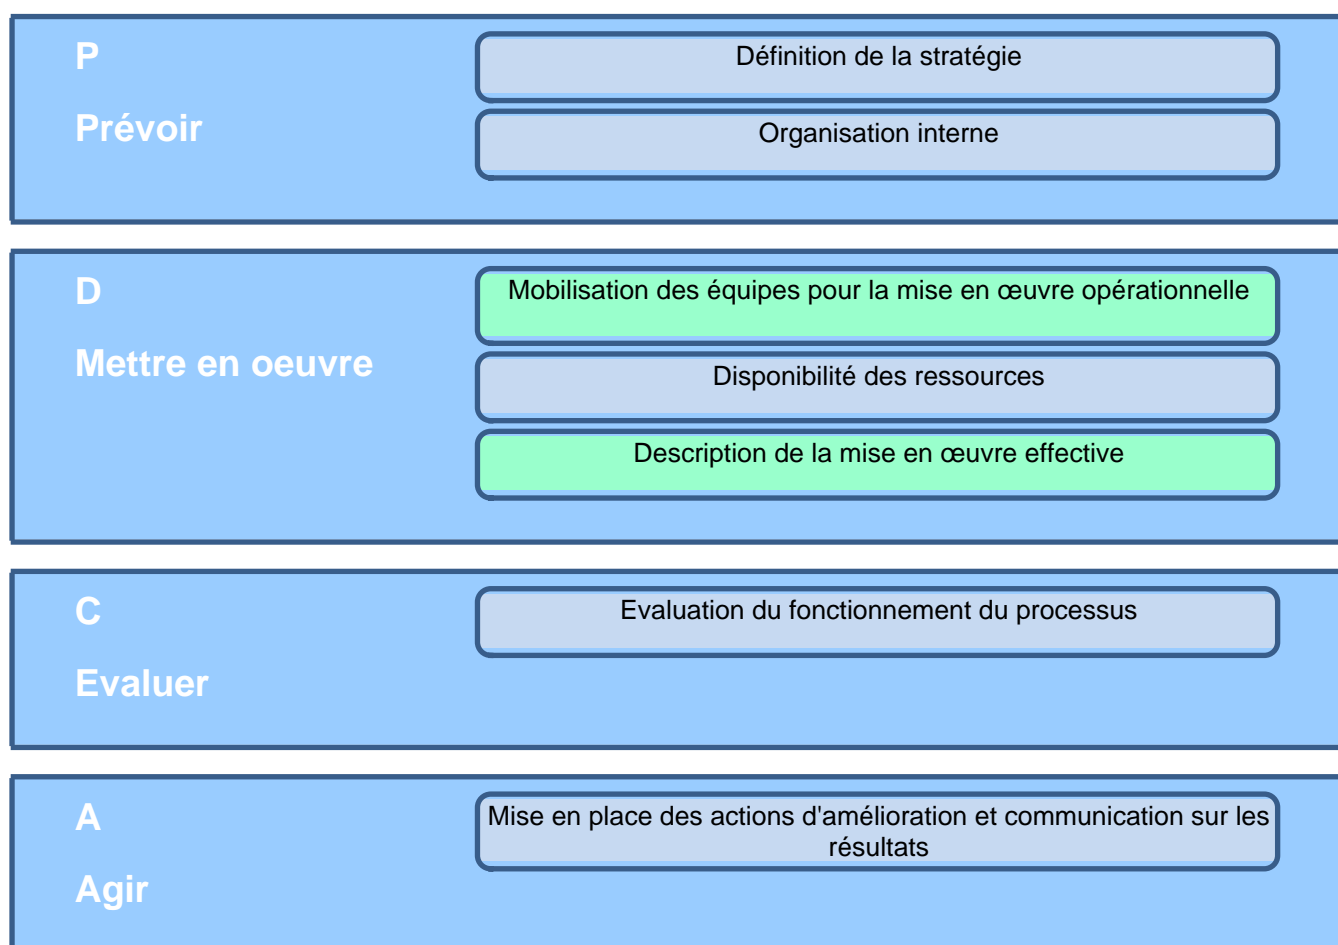 P
Prévoir
Définition de la stratégie
Organisation interne
D
Mettre en oeuvre
Mobilisation des équipes pour la mise en œuvre opérationnelle
Disponibilité des ressources
Description de la mise en œuvre effective
C
Evaluer
Evaluation du fonctionnement du processus
A
Agir
Mise en place des actions d'amélioration et communication sur les
résultats